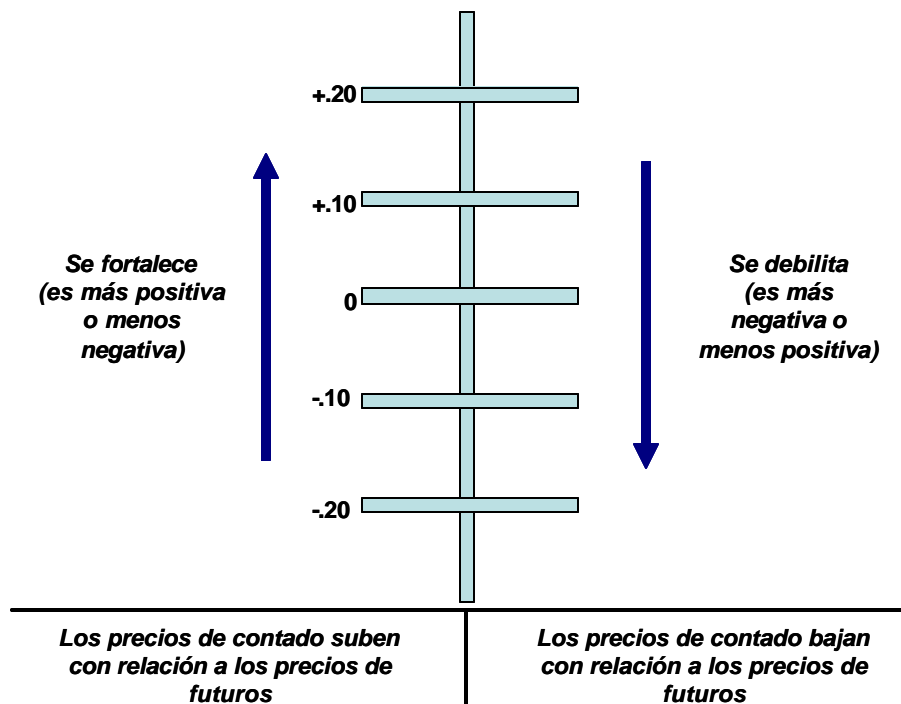 +.20
+.10
0
-.10
-.20
Se fortalece
(es más positiva
o menos
negativa)
Se debilita
(es más
negativa o
menos positiva)
Los precios de contado suben
con relación a los precios de
futuros
Los precios de contado bajan
con relación a los precios de
futuros